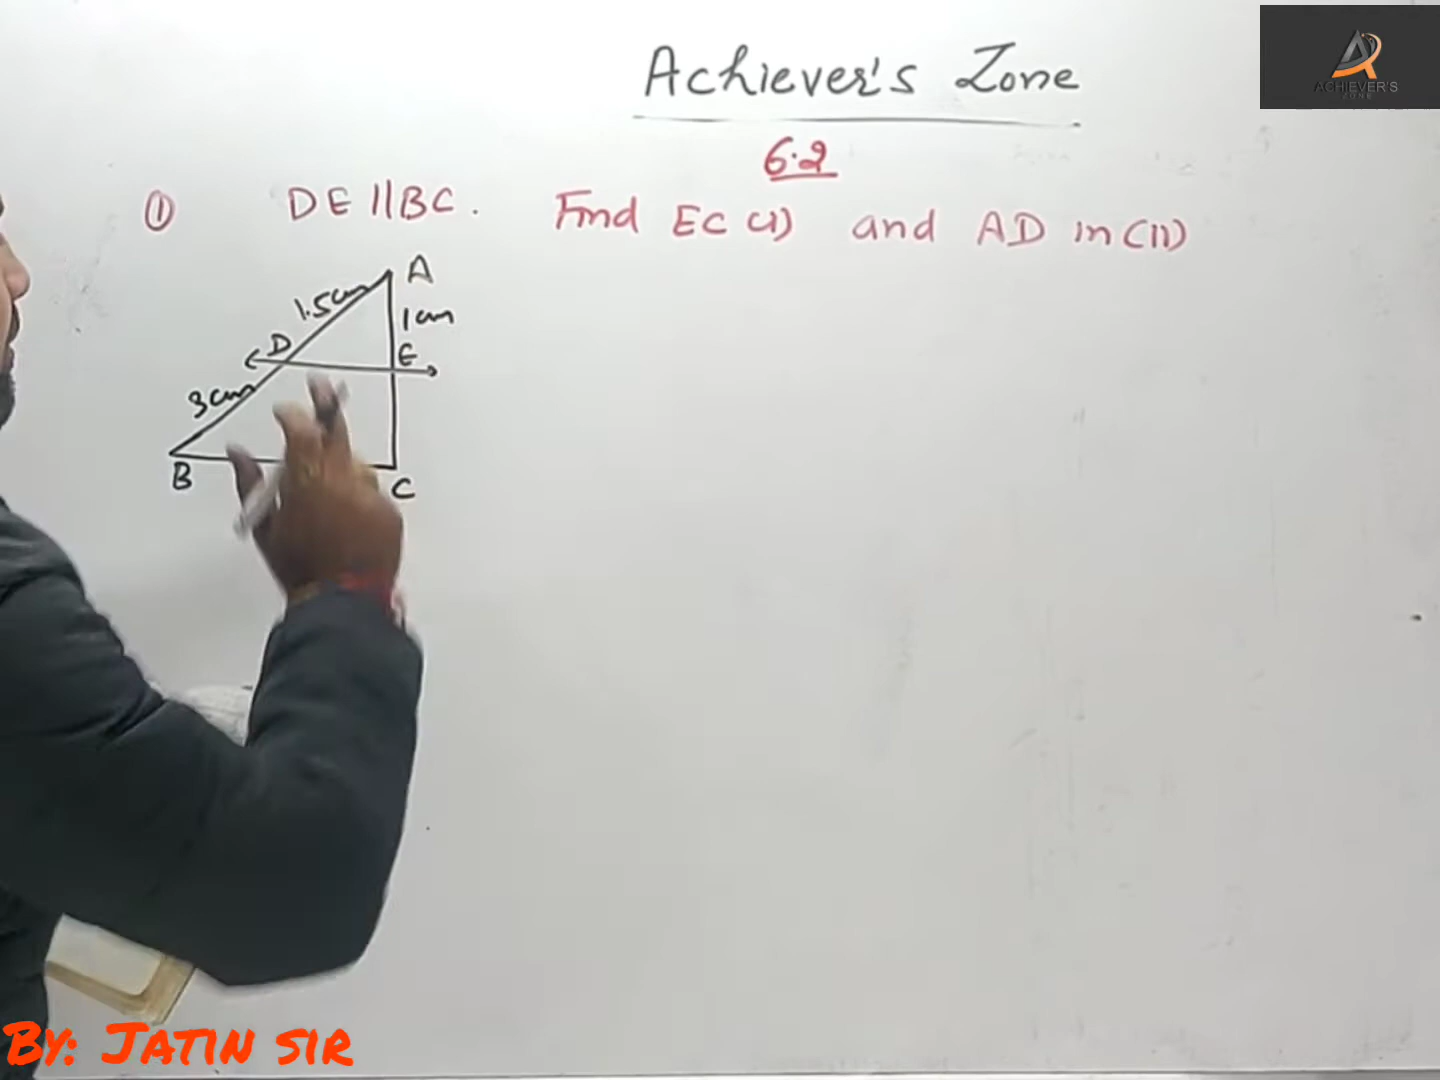 Achiever's Zone
ACHIEVER'S
ZONE
6.2
① DE || BC. Find EC (I) and AD in (II)
A
1.5cm
1cm
D
E
3cm
B
C
By: Jatin sir